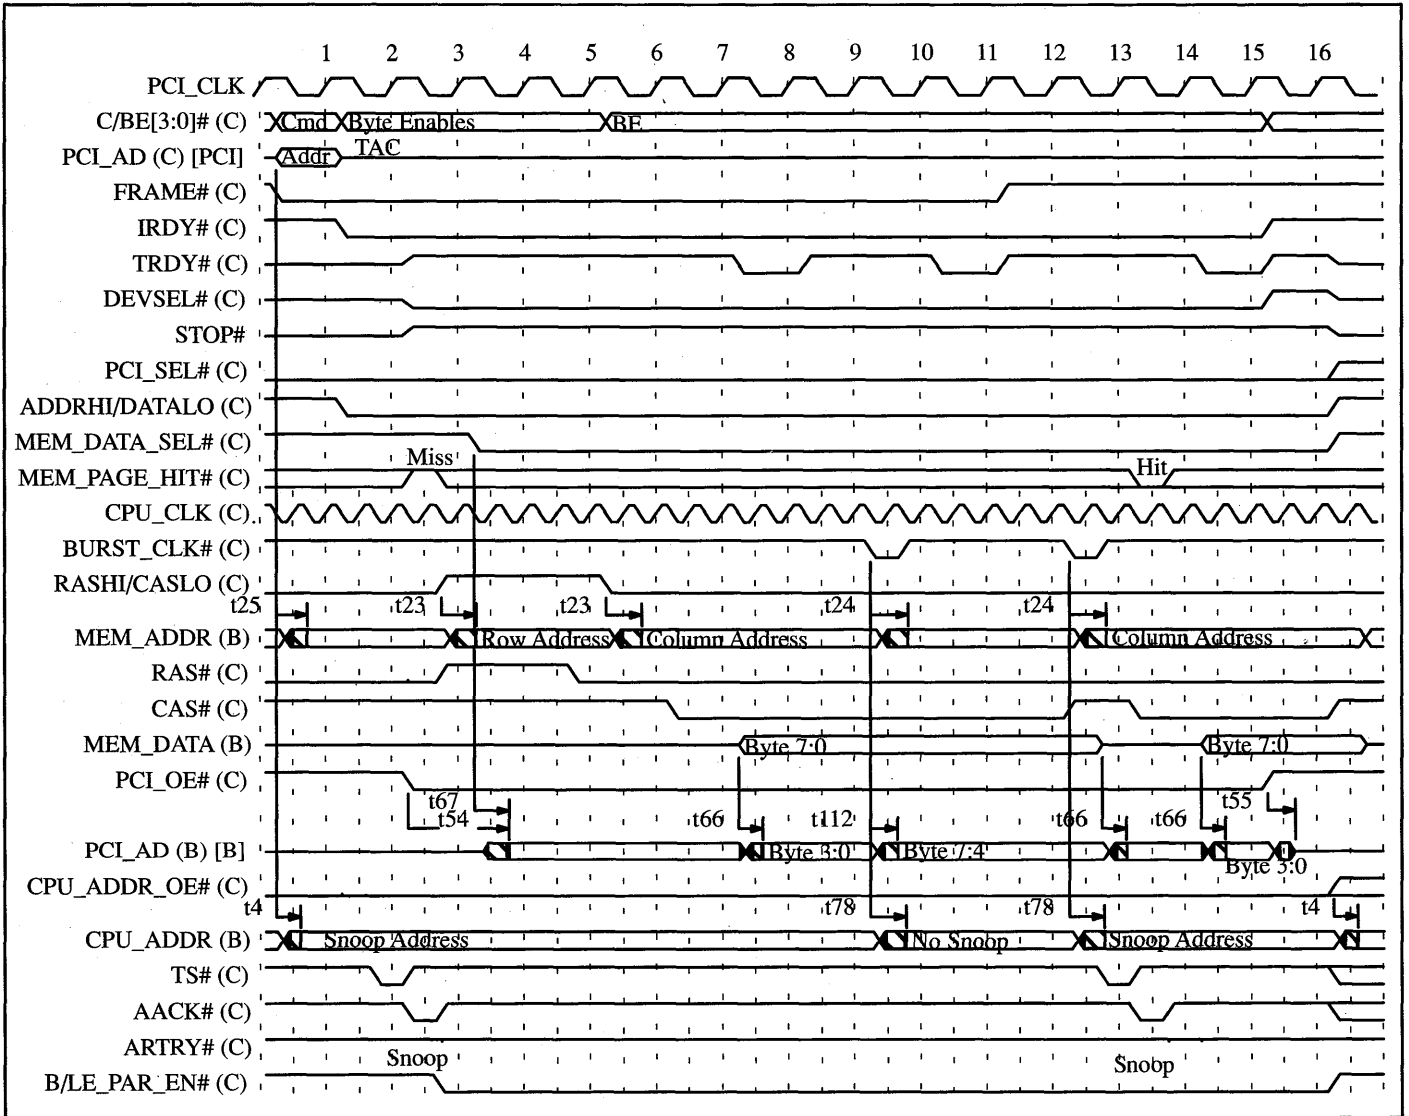 1 2 3 4 5 6 7 8 9 10 11 12 13 14 15 16
PCI_CLK
C/BE[3:0]# (C) Cmd Byte Enables BE
PCI_AD (C) [PCI] Addr TAC
FRAME# (C)
IRDY# (C)
TRDY# (C)
DEVSEL# (C)
STOP#
PCI_SEL# (C)
ADDRHI/DATALO (C)
MEM_DATA_SEL# (C)
MEM_PAGE_HIT# (C) Miss Hit
CPU_CLK (C)
BURST_CLK# (C)
RASHI/CASLO (C)
t25 t23 t23 t24 t24
MEM_ADDR (B) Row Address Column Address Column Address
RAS# (C)
CAS# (C)
MEM_DATA (B) Byte 7:0 Byte 7:0
PCI_OE# (C)
t67 t55
t54 t66 t112 t66 t66
PCI_AD (B) [B] Byte 3:0 Byte 7:4 Byte 3:0
CPU_ADDR_OE# (C)
t4 t78 t78 t4
CPU_ADDR (B) Snoop Address No Snoop Snoop Address
TS# (C)
AACK# (C)
ARTRY# (C)
Snoop Snoop
B/LE_PAR_EN# (C)